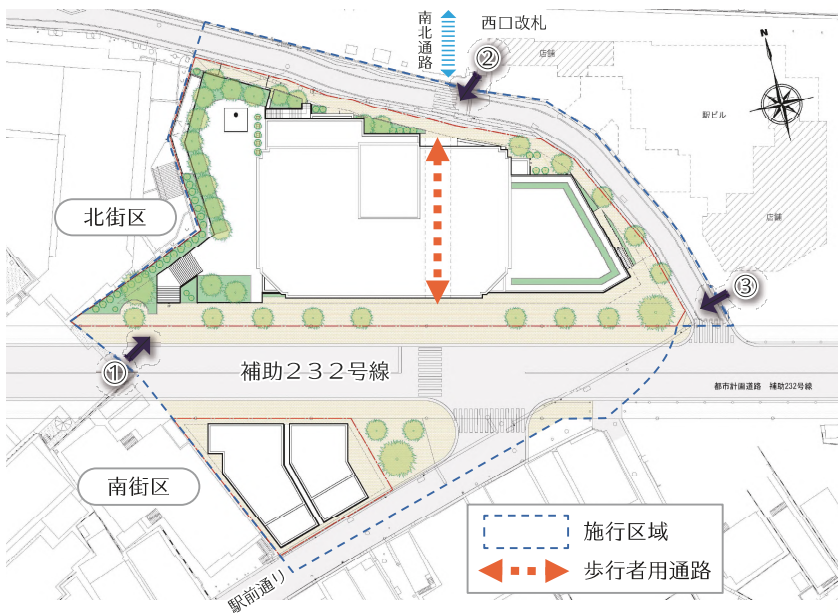 南北通路
西口改札
②
店舗
N
駅ビル
北街区
店舗
③
①
補助232号線
都市計画道路 補助232号線
南街区
施行区域
歩行者用通路
駅前通り